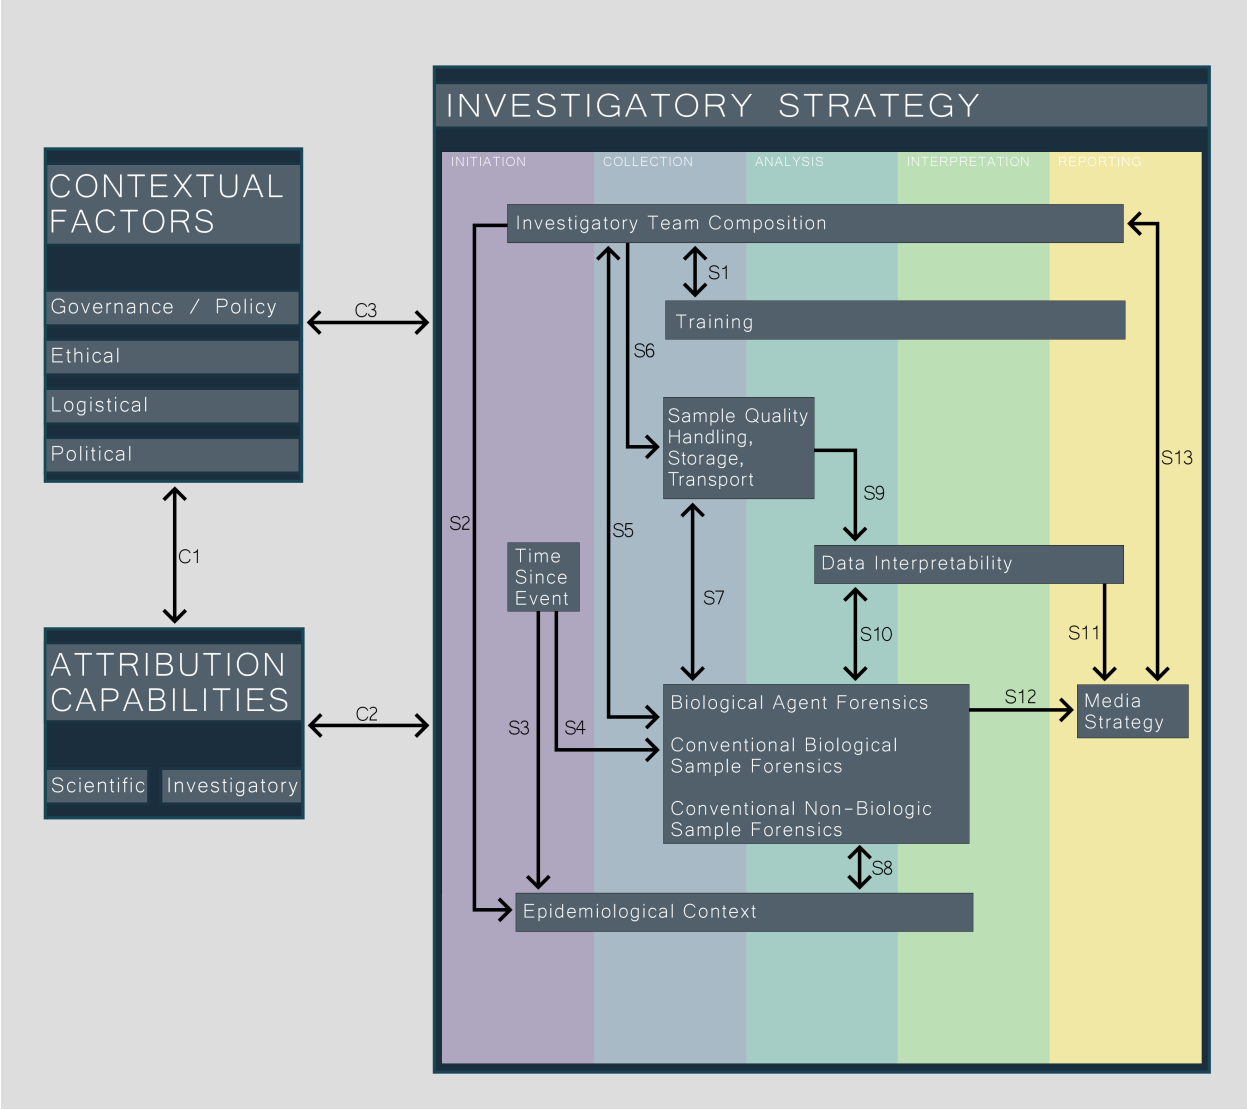 INVESTIGATORY STRATEGY
INITIATION
COLLECTION
ANALYSIS
INTERPRETATION
REPORTING
CONTEXTUAL
FACTORS
Governance / Policy
Ethical
Logistical
Political
C3
C1
ATTRIBUTION
CAPABILITIES
Scientific
Investigatory
C2
Investigatory Team Composition
S1
Training
S6
Sample Quality
Handling,
Storage,
Transport
S13
S9
S2
S5
Time
Since
Event
Data Interpretability
S7
S10
S11
Biological Agent Forensics
Conventional Biological
Sample Forensics
Conventional Non-Biologic
Sample Forensics
S12
Media
Strategy
S3
S4
S8
Epidemiological Context